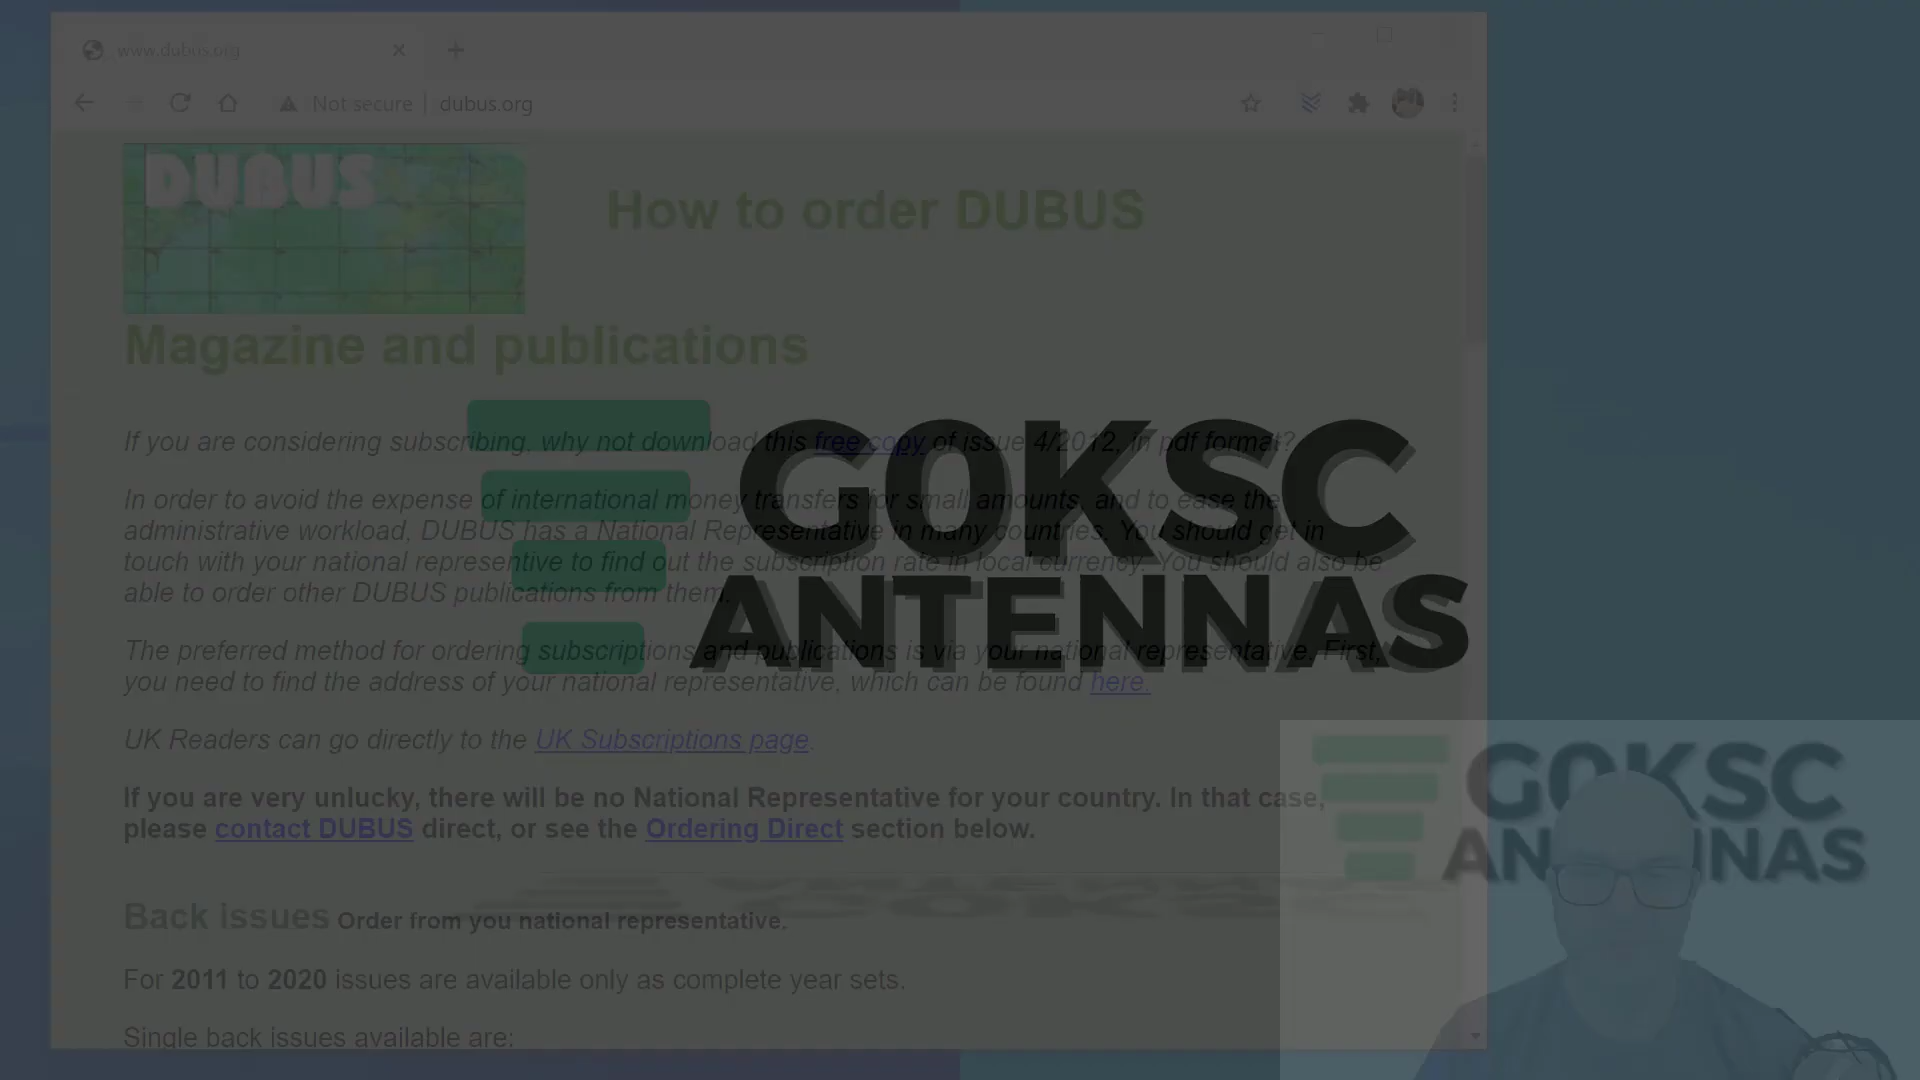 www.dubus.org
Not secure
dubus.org
DUBUS
How to order DUBUS
Magazine and publications
If you are considering subscribing, why not download this free copy of issue 4/2012, in pdf format?
In order to avoid the expense of international money transfers for small amounts, and to ease the
administrative workload, DUBUS has a National Representative in many countries. You should get in
touch with your national representive to find out the subscription rate in local currency. You should also be
able to order other DUBUS publications from them.
The preferred method for ordering subscriptions and publications is via your national representative. First,
you need to find the address of your national representative, which can be found here.
UK Readers can go directly to the UK Subscriptions page.
If you are very unlucky, there will be no National Representative for your country. In that case,
please contact DUBUS direct, or see the Ordering Direct section below.
Back issues Order from you national representative.
For 2011 to 2020 issues are available only as complete year sets.
Single back issues available are:
G0KSC
ANTENNAS
G0KSC
ANTENNAS